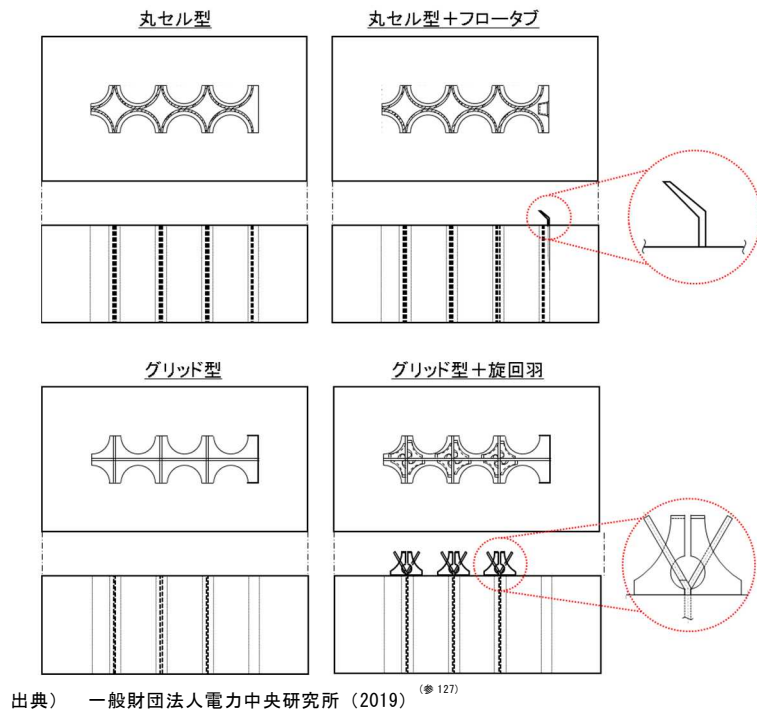 丸セル型
丸セル型+フロータブ
グリッド型
グリッド型+旋回羽
出典) 一般財団法人電力中央研究所(2019)(参 127)